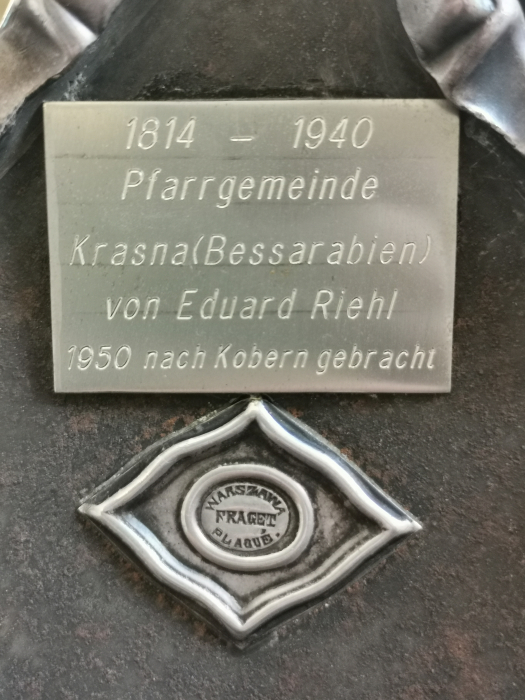 1814 – 1940
Pfarrgemeinde
Krasna(Bessarabien)
von Eduard Riehl
1950 nach Kobern gebracht
WARSZAWA
FRAGET
PLAQUÉ.